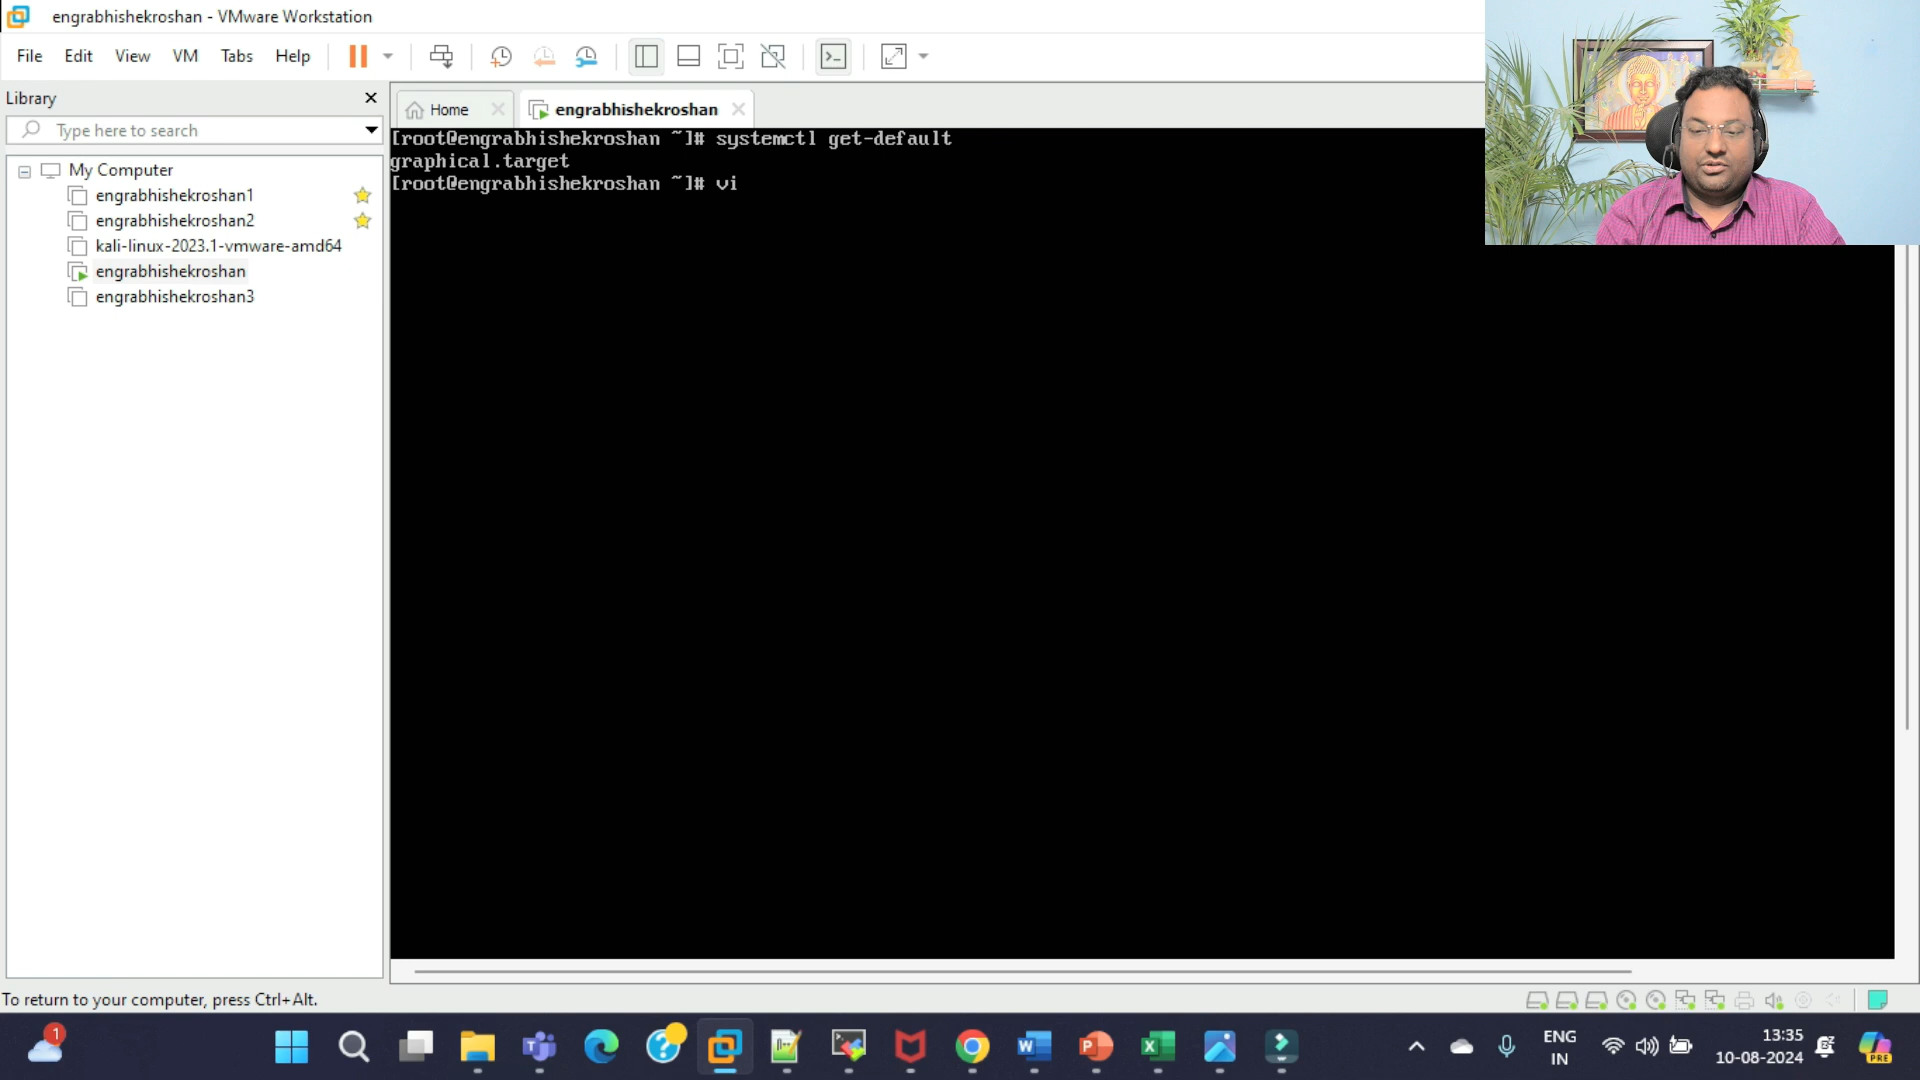 engrabhishekroshan - VMware Workstation
File Edit View VM Tabs Help
Library
Type here to search
My Computer
engrabhishekroshan1
engrabhishekroshan2
kali-linux-2023.1-vmware-amd64
engrabhishekroshan
engrabhishekroshan3
Home
engrabhishekroshan
[root@engrabhishekroshan ~]# systemctl get-default
graphical.target
[root@engrabhishekroshan ~]# vi
To return to your computer, press Ctrl+Alt.
1
ENG
IN
13:35
10-08-2024
PRE